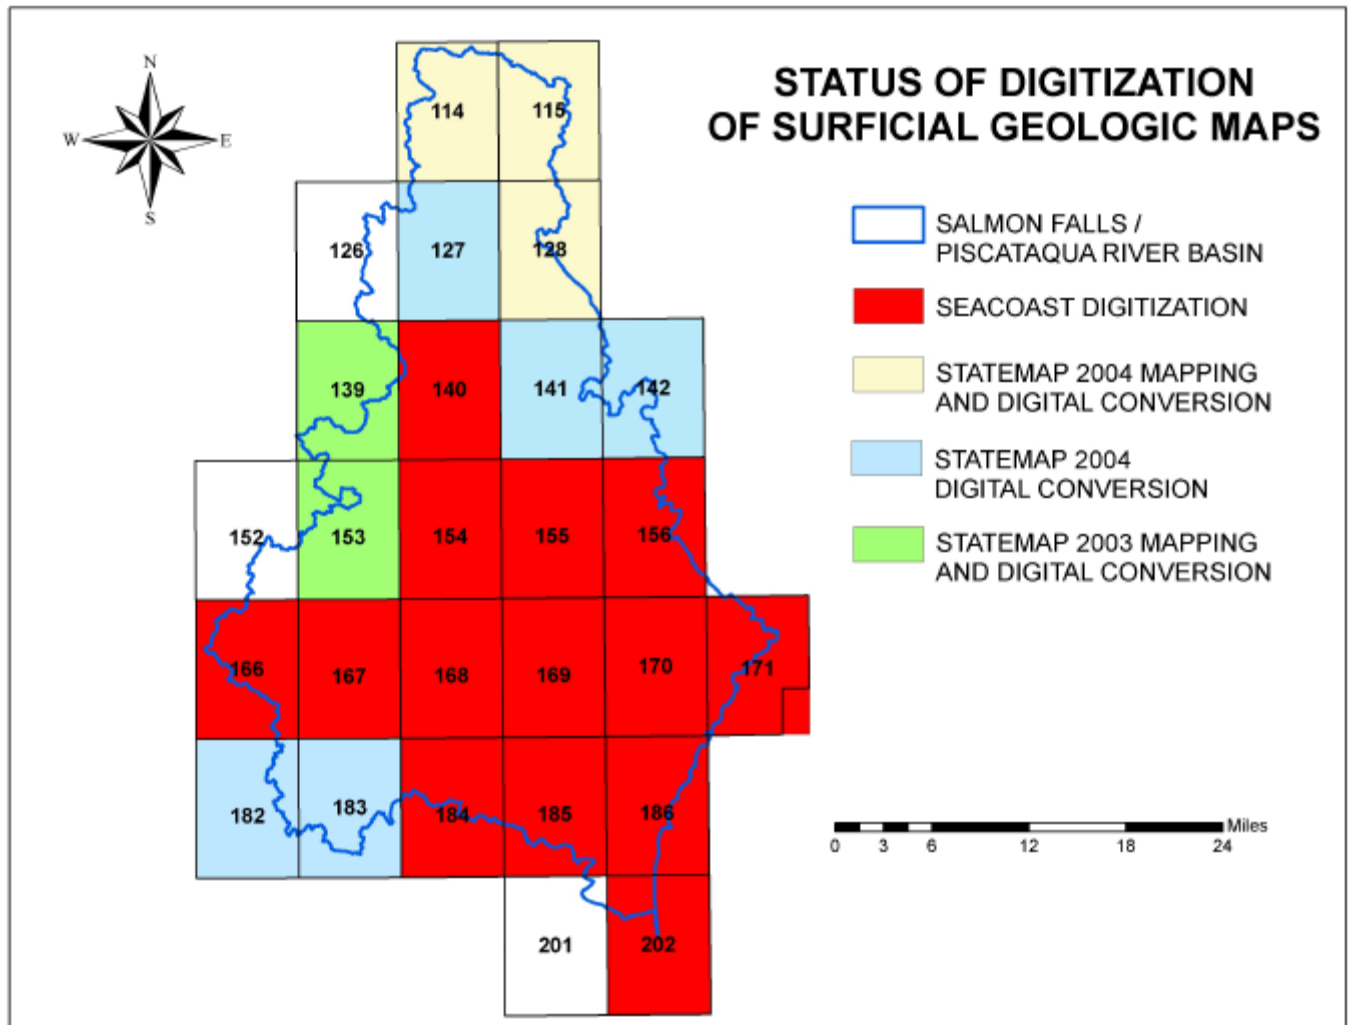 STATUS OF DIGITIZATION
OF SURFICIAL GEOLOGIC MAPS
N
W E
S
SALMON FALLS /
PISCATAQUA RIVER BASIN
SEACOAST DIGITIZATION
STATEMAP 2004 MAPPING
AND DIGITAL CONVERSION
STATEMAP 2004
DIGITAL CONVERSION
STATEMAP 2003 MAPPING
AND DIGITAL CONVERSION
114 115
126 127 128
139 140 141 142
152 153 154 155 156
166 167 168 169 170 171
182 183 184 185 186
201 202
Miles
0 3 6 12 18 24